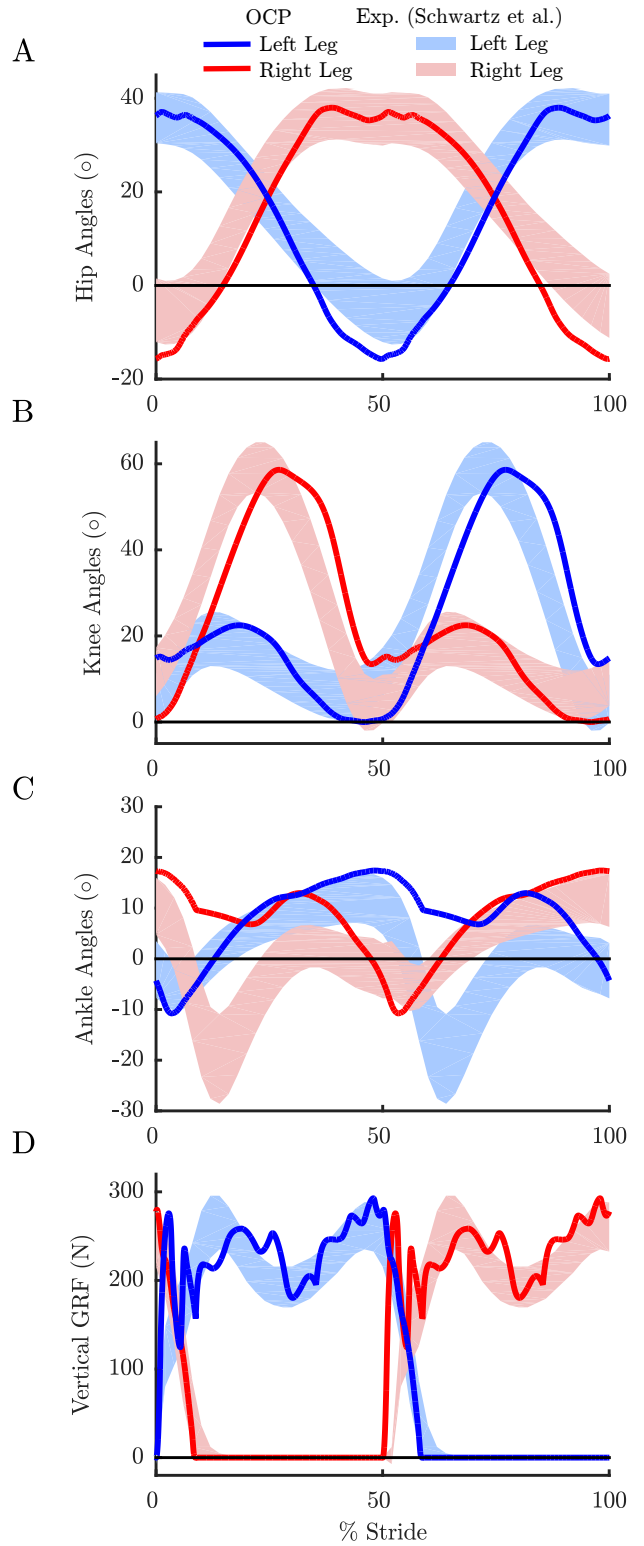 OCP Exp. (Schwartz et al.)
Left Leg Left Leg
Right Leg Right Leg
A
Hip Angles (○)
40
20
0
-20
0 50 100
B
Knee Angles (○)
60
40
20
0
0 50 100
C
Ankle Angles (○)
30
20
10
0
-10
-20
-30
0 50 100
D
Vertical GRF (N)
300
200
100
0
0 50 100
% Stride